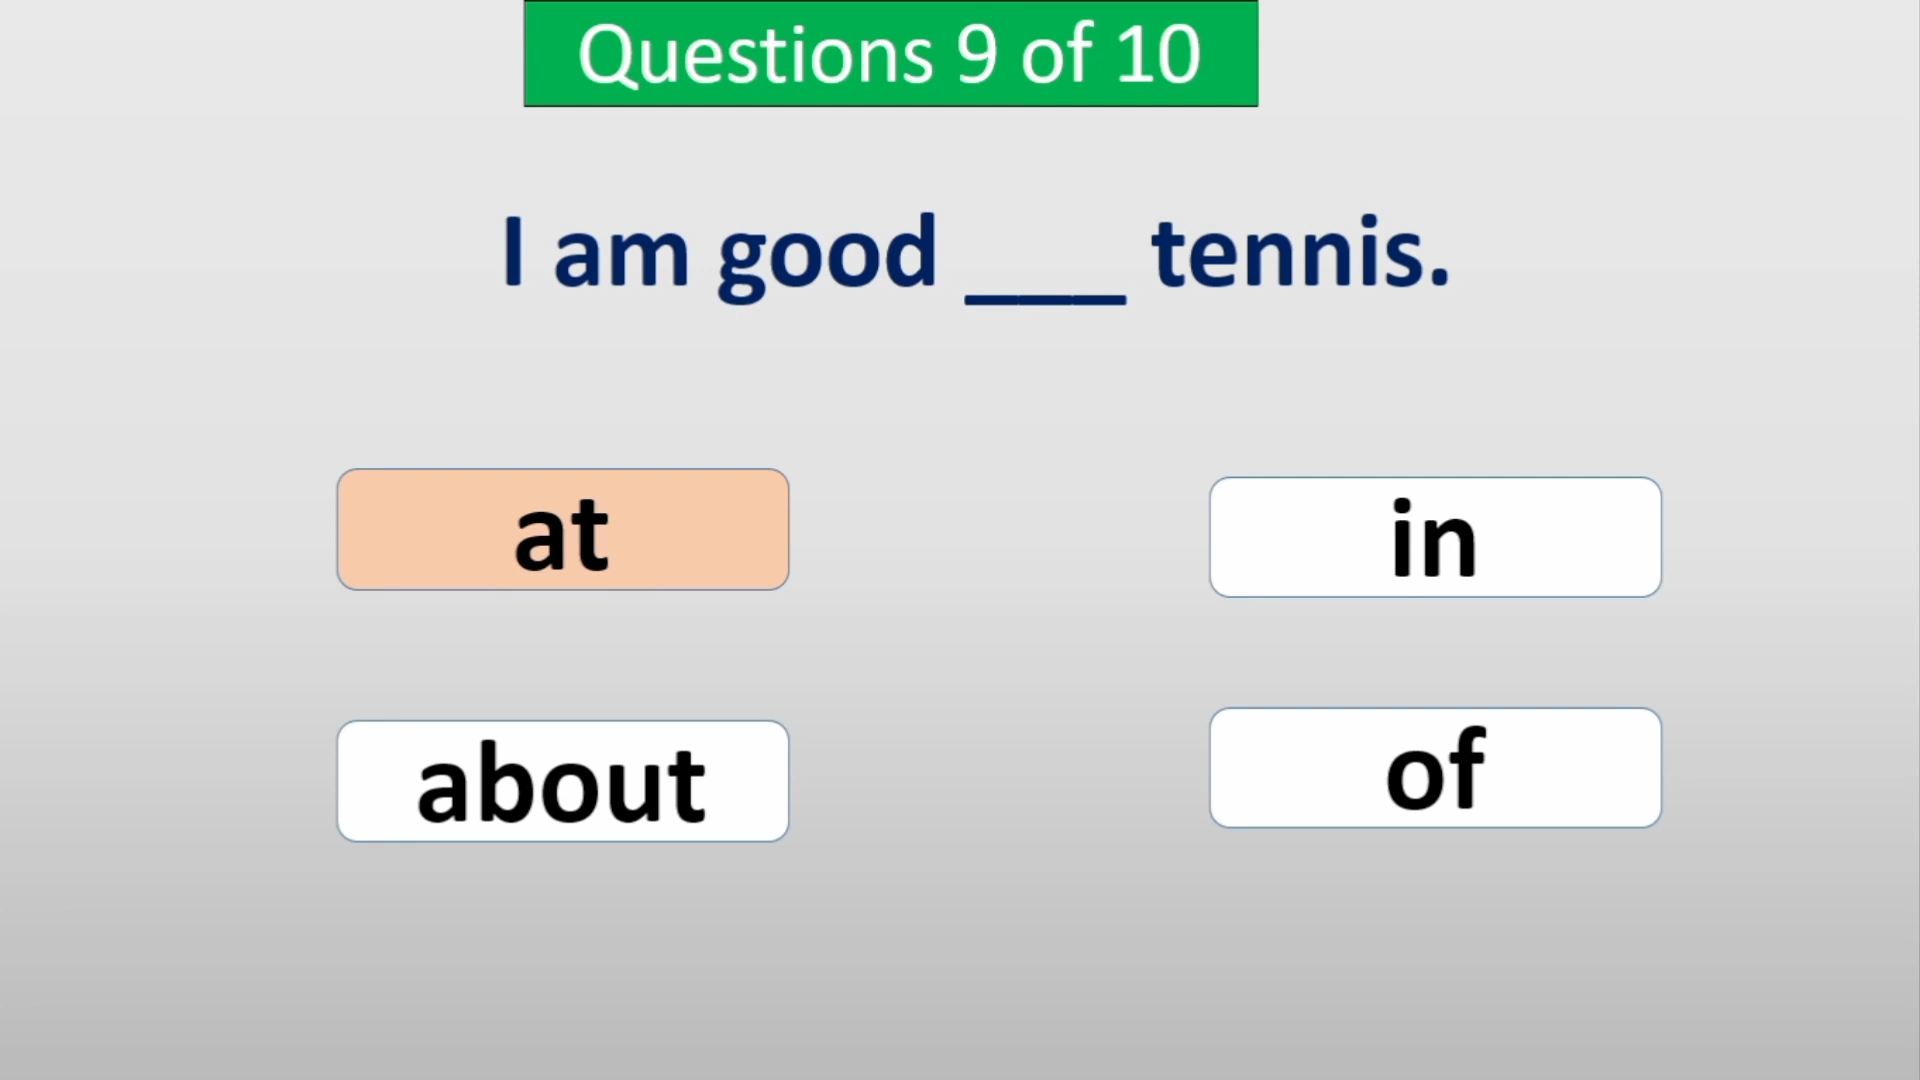 Questions 9 of 10
I am good ___ tennis.
at
in
about
of